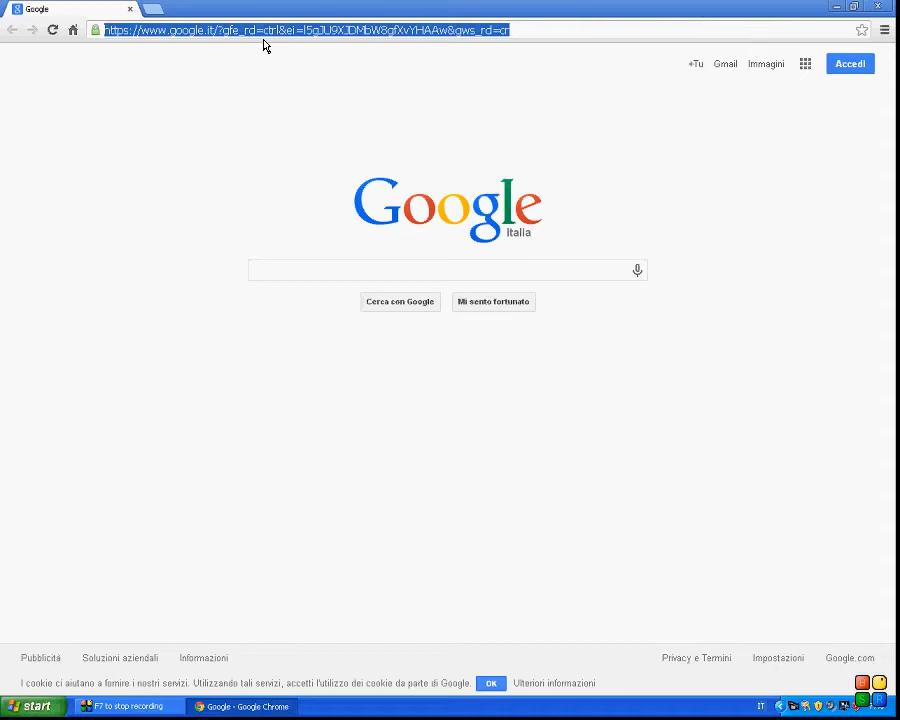 Google
https://www.google.it/?gfe_rd=ctrl&ei=I5gJU9XJDMbW8gfXvYHAAw&gws_rd=cr
+Tu Gmail Immagini Accedi
Google
Italia
Cerca con Google Mi sento fortunato
Pubblicità Soluzioni aziendali Informazioni Privacy e Termini Impostazioni Google.com
I cookie ci aiutano a fornire i nostri servizi. Utilizzando tali servizi, accetti l'utilizzo dei cookie da parte di Google. OK Ulteriori informazioni
start F7 to stop recording Google - Google Chrome IT